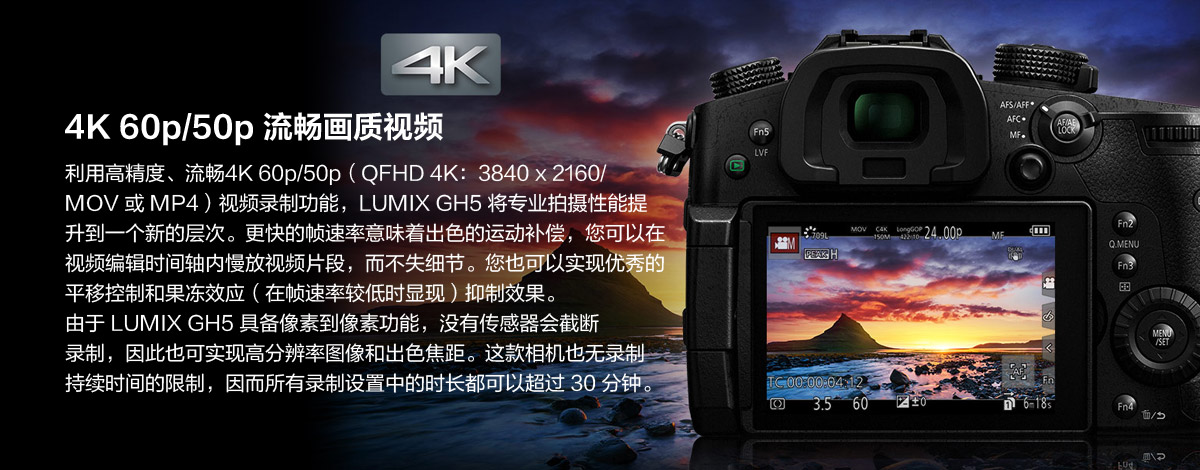 4K
4K 60p/50p 流畅画质视频
利用高精度、流畅4K 60p/50p（QFHD 4K：3840 x 2160/
MOV 或 MP4）视频录制功能，LUMIX GH5 将专业拍摄性能提
升到一个新的层次。更快的帧速率意味着出色的运动补偿，您可以在
视频编辑时间轴内慢放视频片段，而不失细节。您也可以实现优秀的
平移控制和果冻效应（在帧速率较低时显现）抑制效果。
由于 LUMIX GH5 具备像素到像素功能，没有传感器会截断
录制，因此也可实现高分辨率图像和出色焦距。这款相机也无录制
持续时间的限制，因而所有录制设置中的时长都可以超过 30 分钟。
Fn5
LVF
AFS/AFF
AFC
MF
AF/AE
LOCK
M
709L
MOV C4K LongGOP 24.00p MF
150M 422/10
DUAL
H
AF
Fn
TC 00:00:04:12
3.5 60 ±0 6m18s
Fn2
Q.MENU
Fn3
MENU
/SET
Fn4